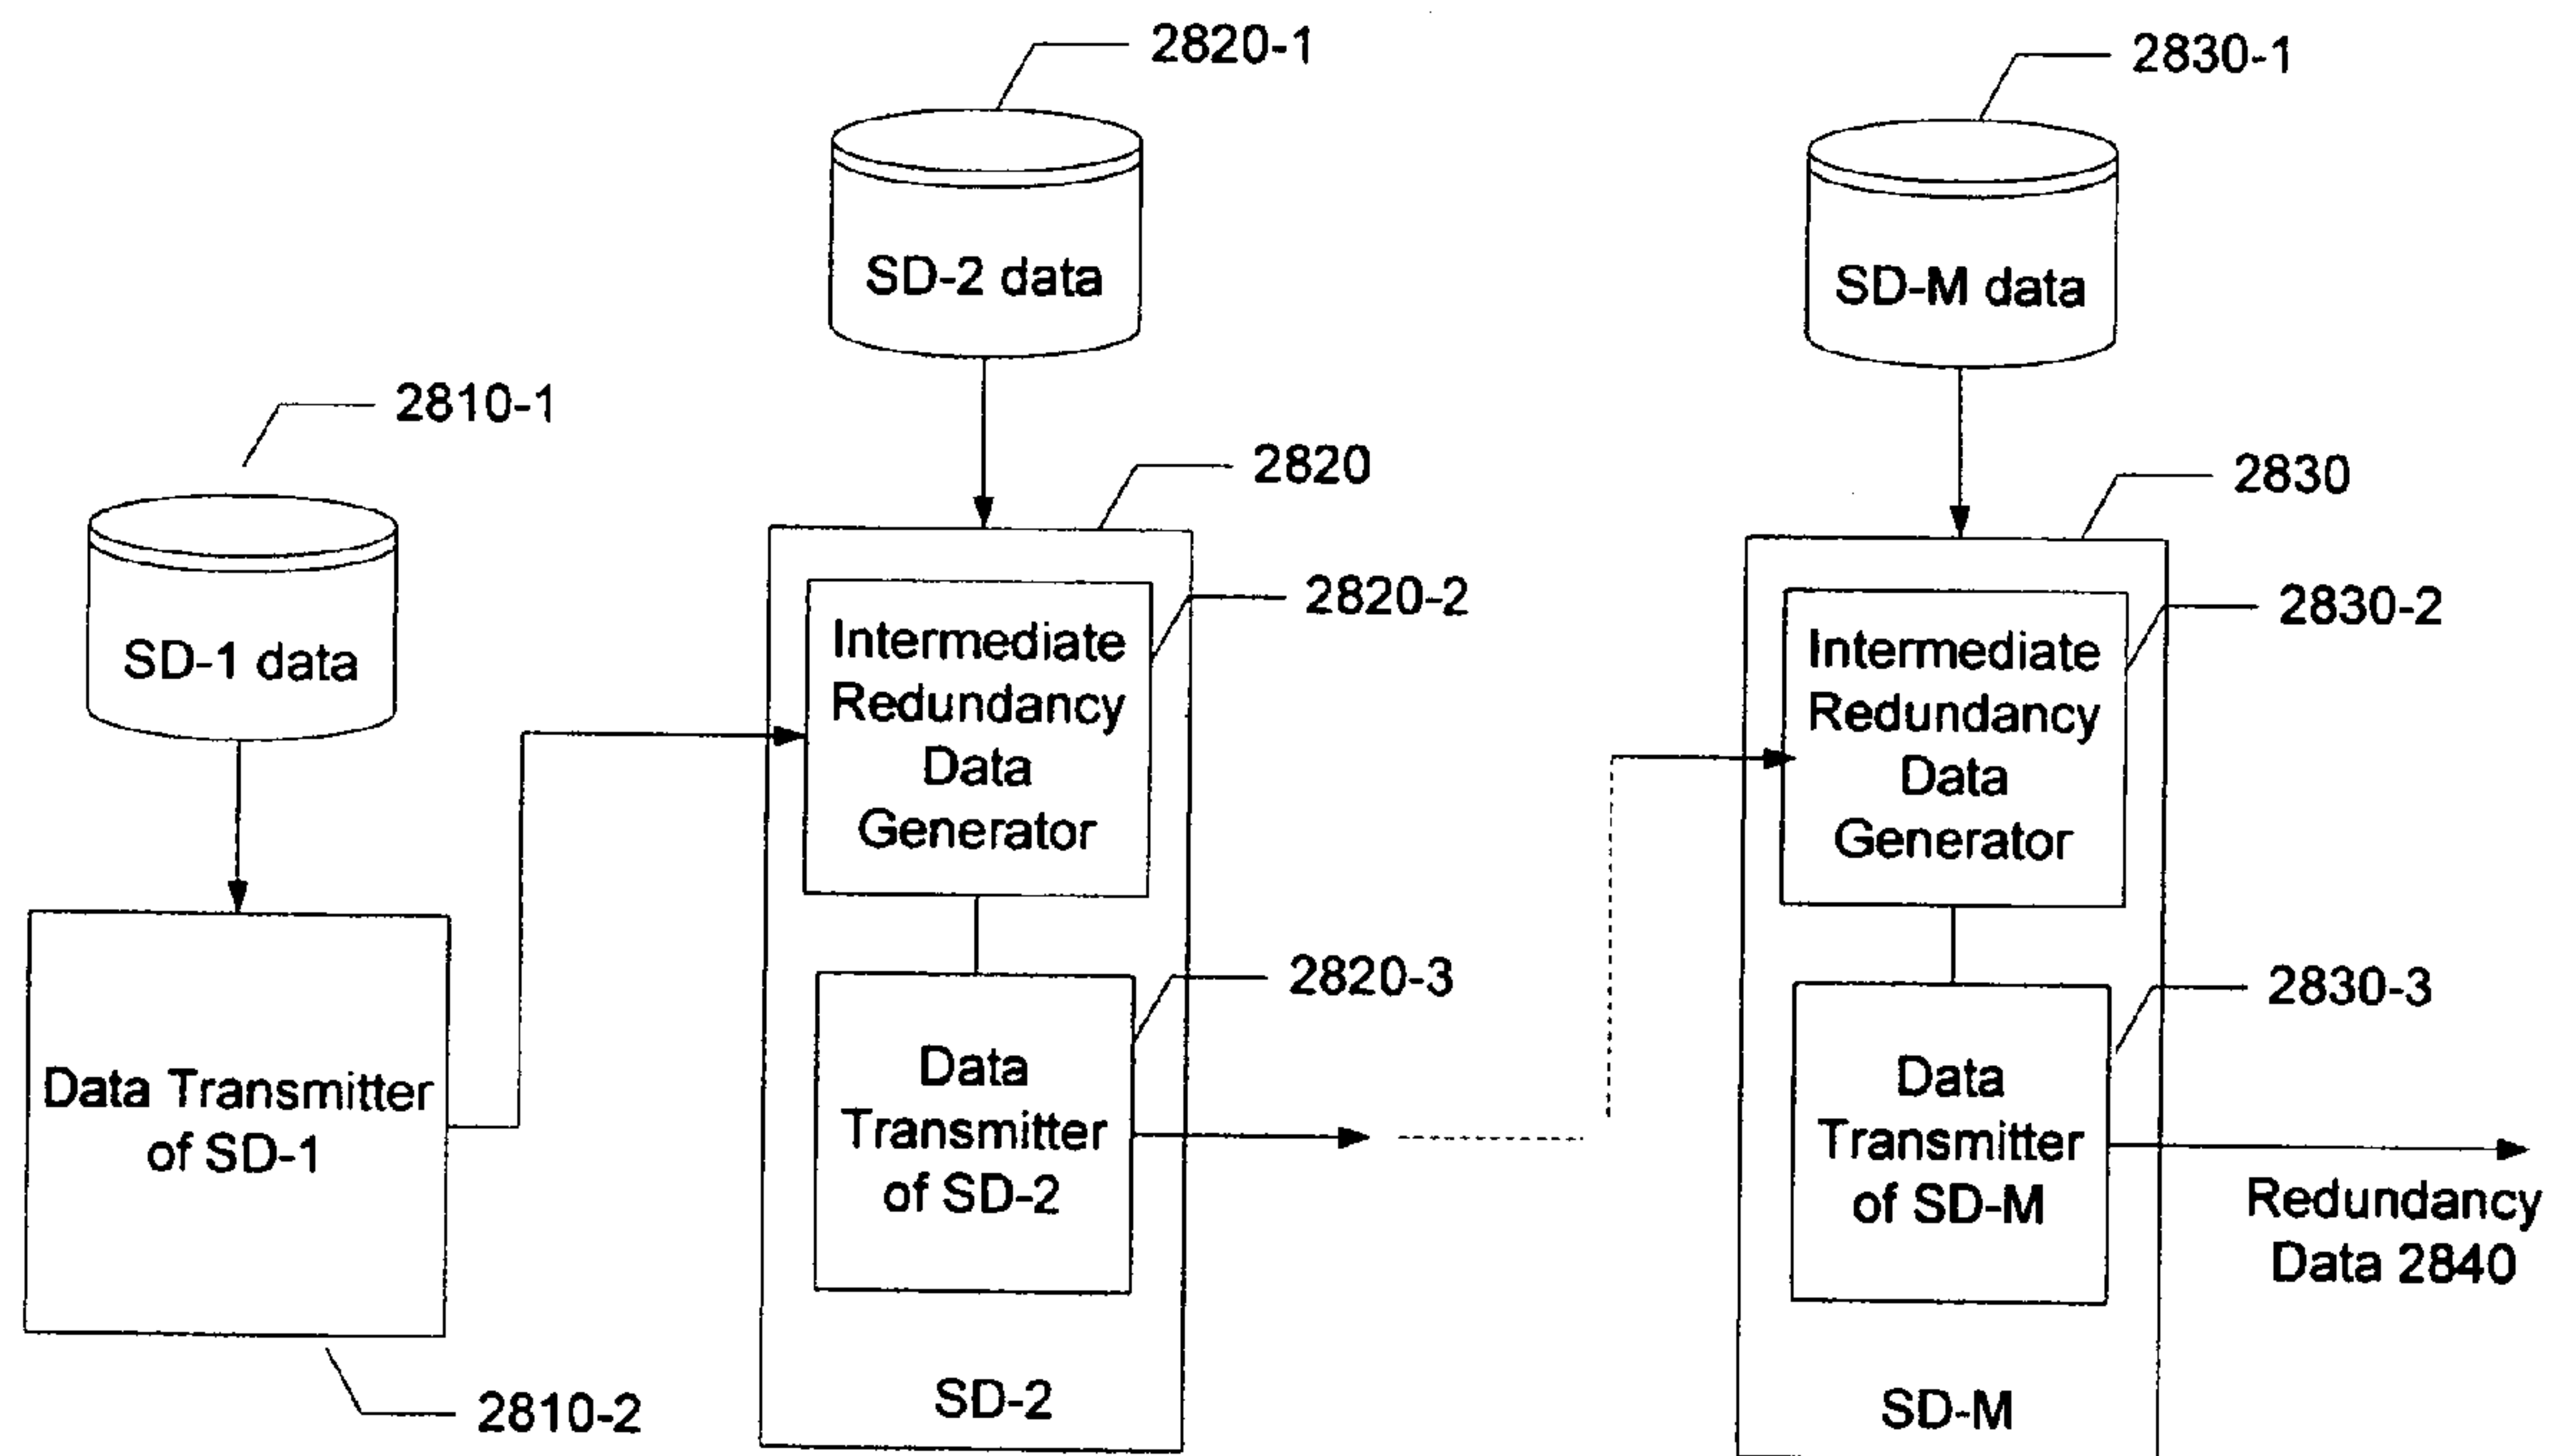 2820-1
2830-1
SD-2 data
SD-M data
2810-1
2820
2830
SD-1 data
2820-2
2830-2
Intermediate
Redundancy
Data
Generator
Intermediate
Redundancy
Data
Generator
2820-3
2830-3
Data Transmitter
of SD-1
Data
Transmitter
of SD-2
Data
Transmitter
of SD-M
Redundancy
Data 2840
2810-2
SD-2
SD-M